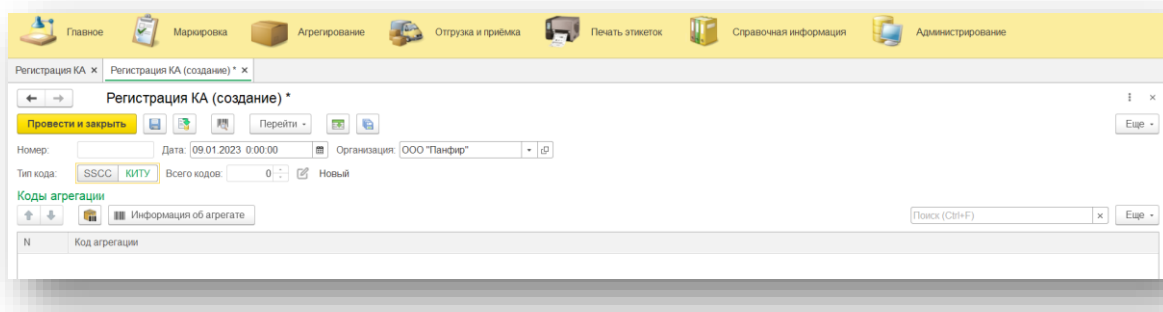 Главное Маркировка Агрегирование Отгрузка и приёмка Печать этикеток Справочная информация Администрирование
Регистрация КА × Регистрация КА (создание) * ×
Регистрация КА (создание) *
Провести и закрыть Перейти Еще
Номер: Дата: 09.01.2023 0:00:00 Организация: ООО "Панфир"
Тип кода: SSCC КИТУ Всего кодов: 0 Новый
Коды агрегации
Информация об агрегате Поиск (Ctrl+F) × Еще
N Код агрегации